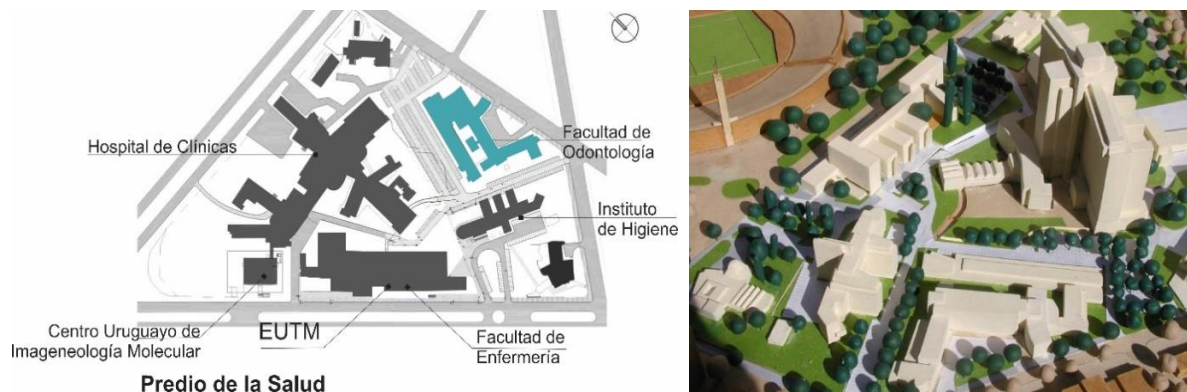 Hospital de Clínicas
Facultad de
Odontología
Instituto
de Higiene
Centro Uruguayo de
Imageneología Molecular
EUTM
Facultad de
Enfermería
Predio de la Salud